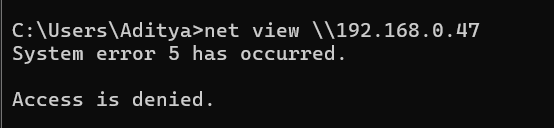 C:\Users\Aditya>net view \\192.168.0.47
System error 5 has occurred.
Access is denied.